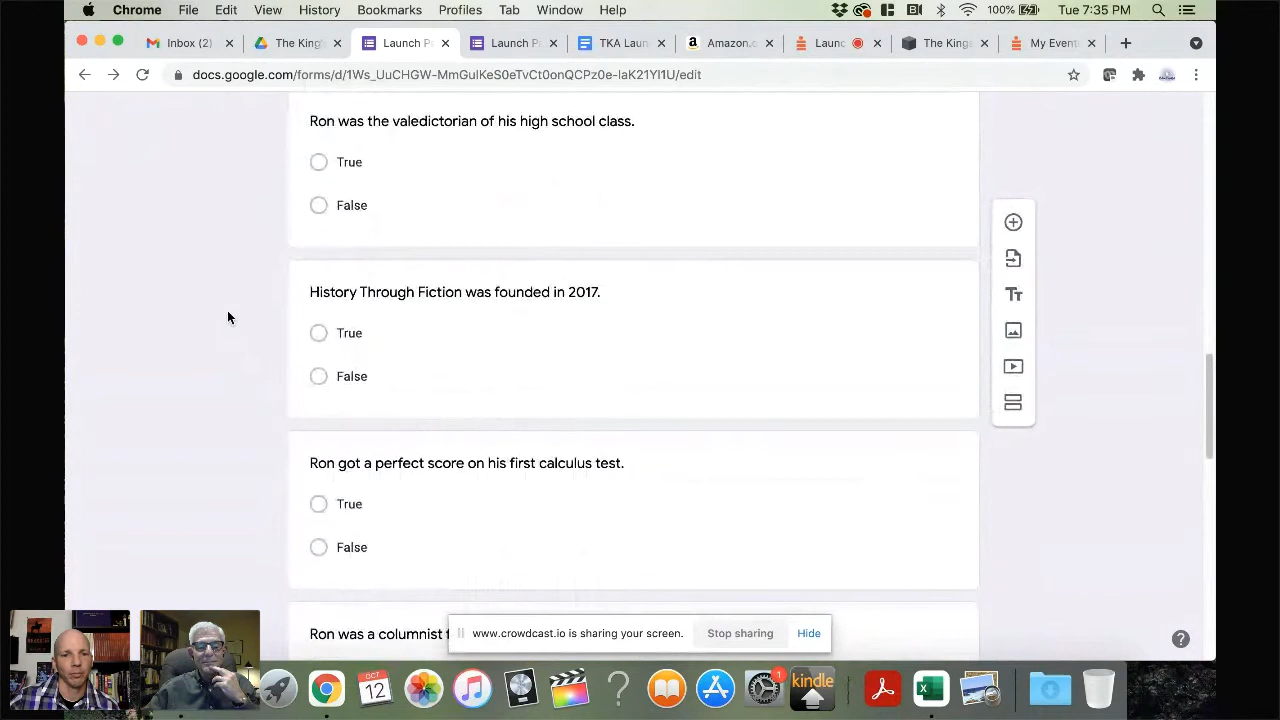 Chrome File Edit View History Bookmarks Profiles Tab Window Help 100% Tue 7:35 PM
Inbox (2) The King' Launch P Launch P TKA Laun Amazon.c Launc The Kings My Event
docs.google.com/forms/d/1Ws_UuCHGW-MmGulKeS0eTvCt0onQCPz0e-IaK21YI1U/edit
Ron was the valedictorian of his high school class.
True
False
History Through Fiction was founded in 2017.
True
False
Ron got a perfect score on his first calculus test.
True
False
Ron was a columnist
www.crowdcast.io is sharing your screen. Stop sharing Hide
OCT
12
1
kindle